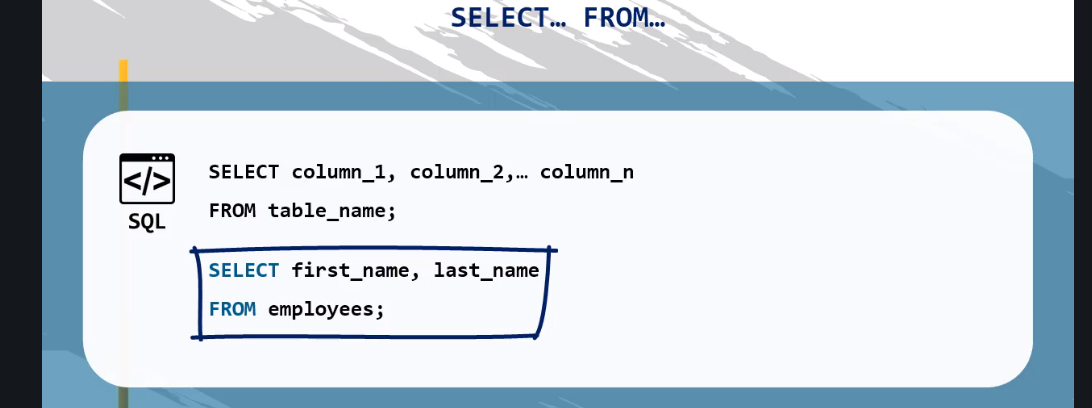 SELECT… FROM…
</>
SQL
SELECT column_1, column_2,… column_n
FROM table_name;
SELECT first_name, last_name
FROM employees;